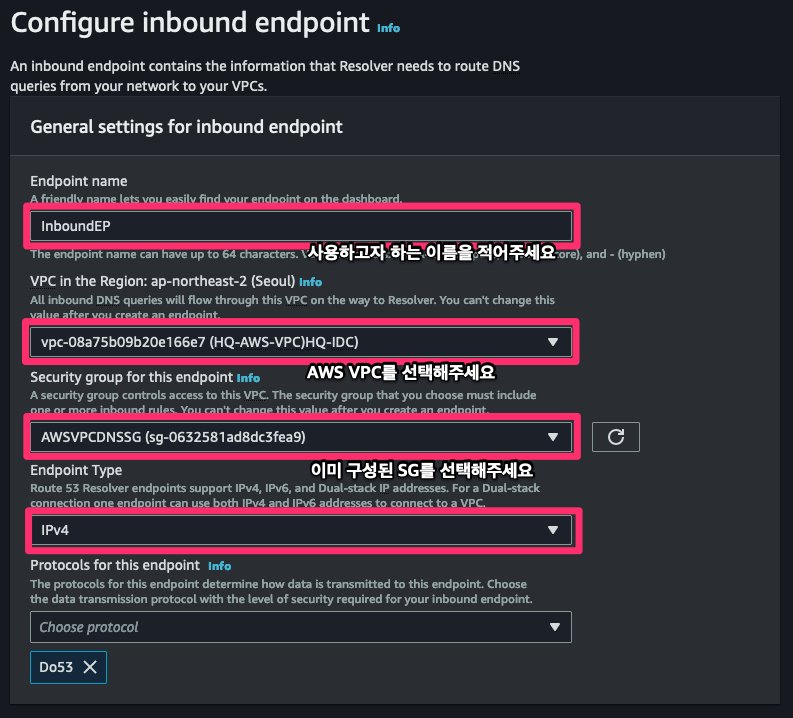 Configure inbound endpoint Info
An inbound endpoint contains the information that Resolver needs to route DNS
queries from your network to your VPCs.
General settings for inbound endpoint
Endpoint name
A friendly name lets you easily find your endpoint on the dashboard.
InboundEP
사용하고자 하는 이름을 적어주세요
The endpoint name can have up to 64 characters. and - (hyphen)
VPC in the Region: ap-northeast-2 (Seoul) Info
All inbound DNS queries will flow through this VPC on the way to Resolver. You can't change this
value after you create an endpoint.
vpc-08a75b09b20e166e7 (HQ-AWS-VPC)HQ-IDC)
AWS VPC를 선택해주세요
Security group for this endpoint Info
A security group controls access to this VPC. The security group that you choose must include
one or more inbound rules. You can't change this value after you create an endpoint.
AWSVPCDNSSG (sg-0632581ad8dc3fea9)
이미 구성된 SG를 선택해주세요
Endpoint Type
Route 53 Resolver endpoints support IPv4, IPv6, and Dual-stack IP addresses. For a Dual-stack
connection one endpoint can use both IPv4 and IPv6 addresses to connect to a VPC.
IPv4
Protocols for this endpoint Info
The protocols for this endpoint determine how data is transmitted to this endpoint. Choose
the data transmission protocol with the level of security required for your inbound endpoint.
Choose protocol
Do53